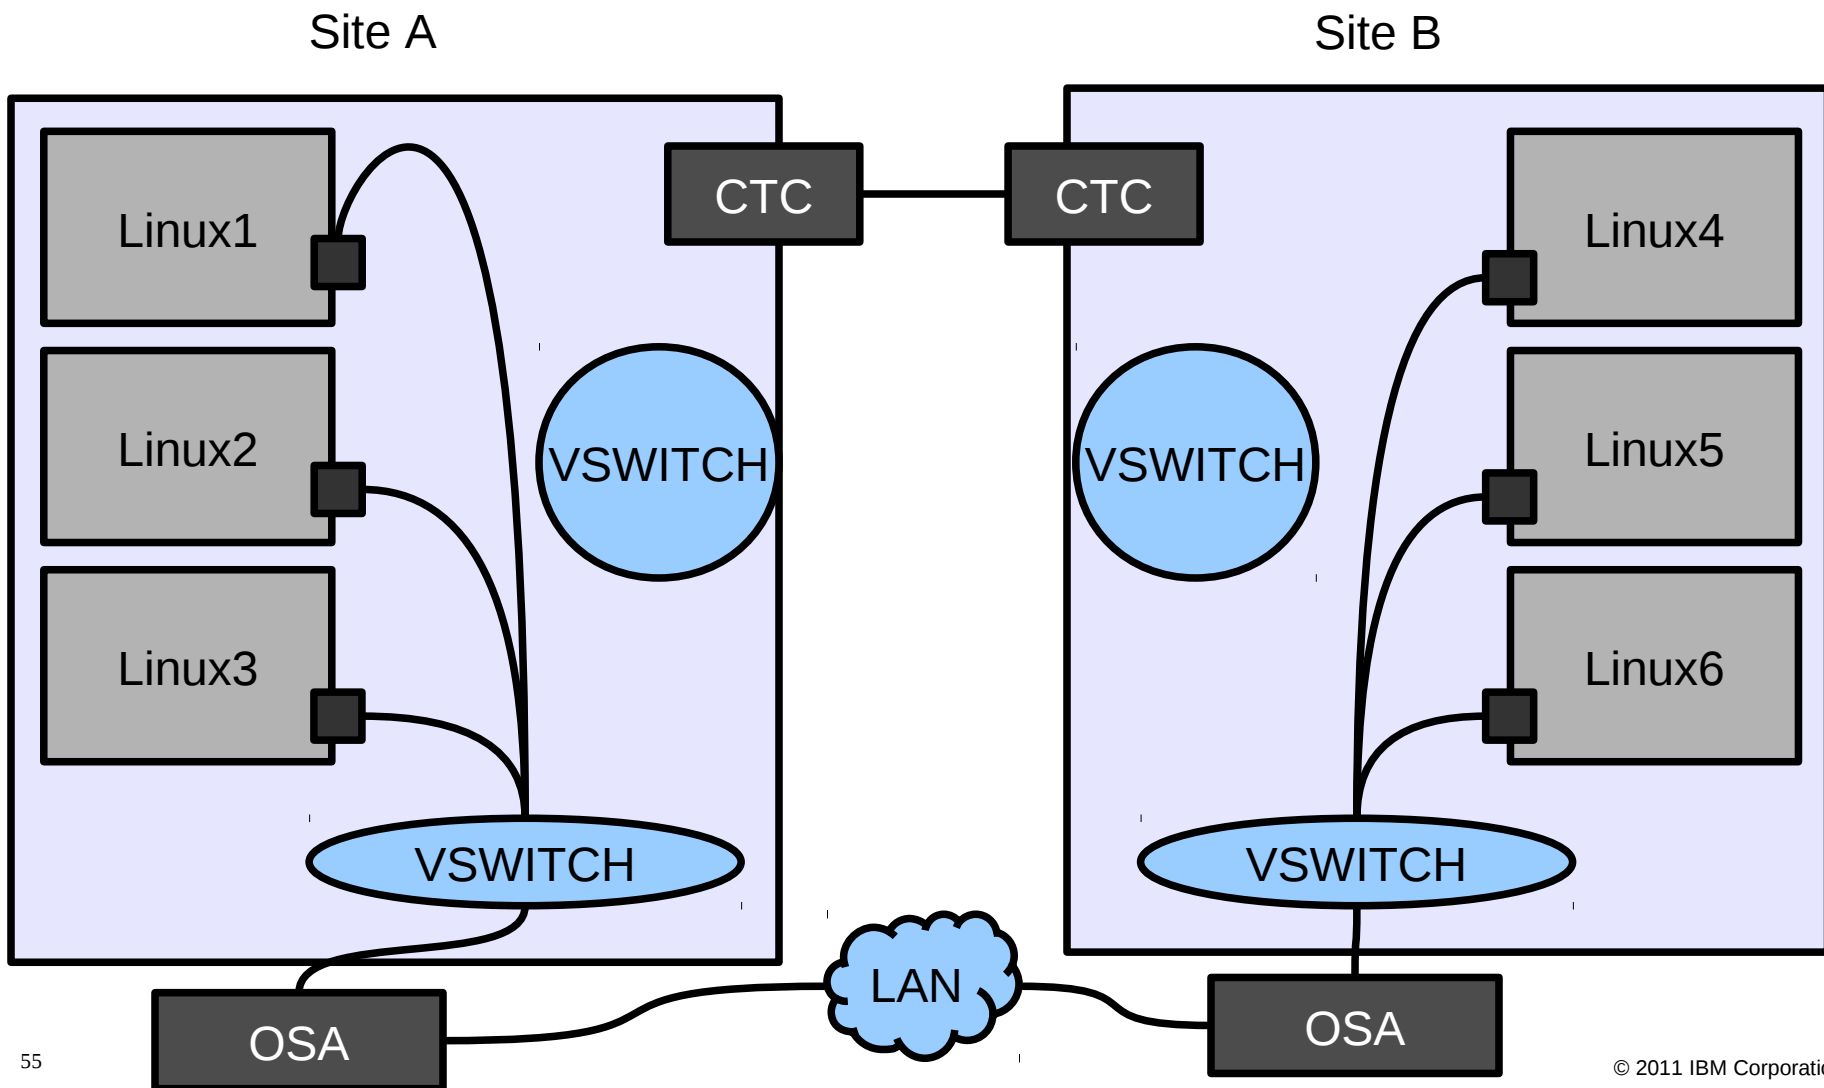 Site A
Site B
Linux1
CTC
CTC
Linux4
Linux2
VSWITCH
VSWITCH
Linux5
Linux3
Linux6
VSWITCH
VSWITCH
LAN
OSA
OSA
55
© 2011 IBM Corporatio